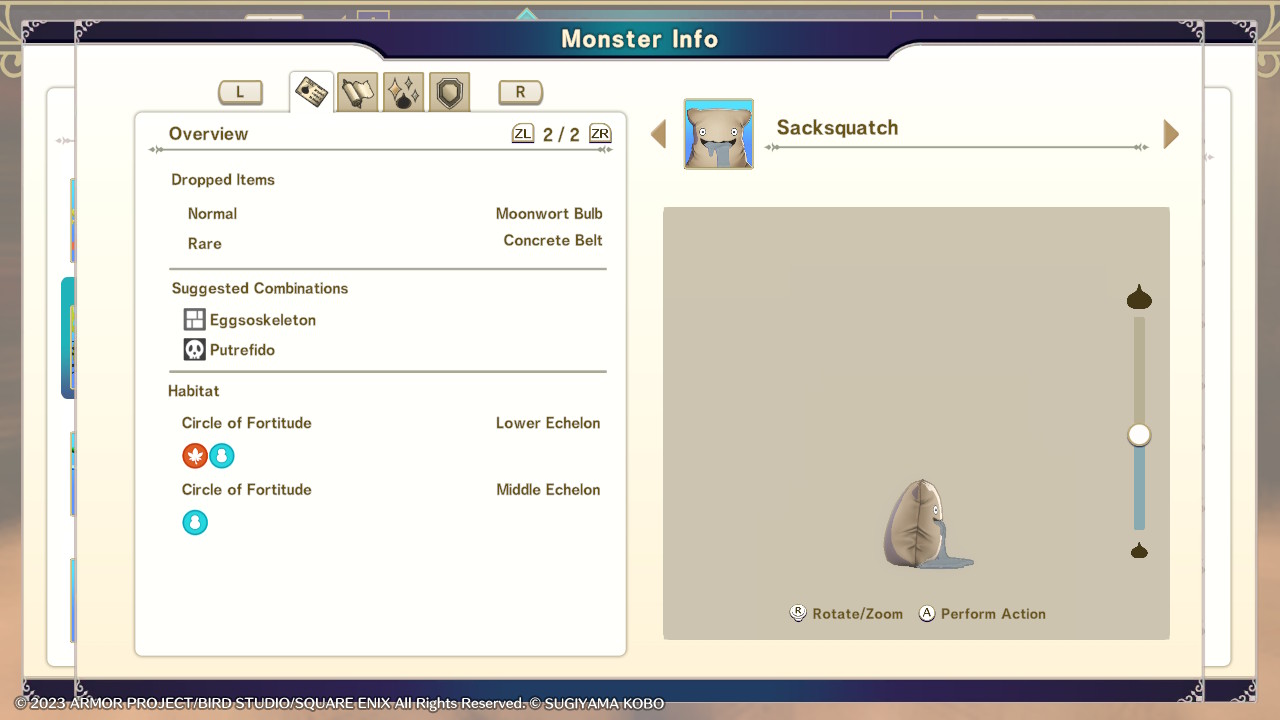 Monster Info
L
R
Overview
ZL 2 / 2 ZR
Dropped Items
Normal Moonwort Bulb
Rare Concrete Belt
Suggested Combinations
Eggsoskeleton
Putrefido
Habitat
Circle of Fortitude Lower Echelon
Circle of Fortitude Middle Echelon
Sacksquatch
R Rotate/Zoom A Perform Action
© 2023 ARMOR PROJECT/BIRD STUDIO/SQUARE ENIX All Rights Reserved. © SUGIYAMA KOBO